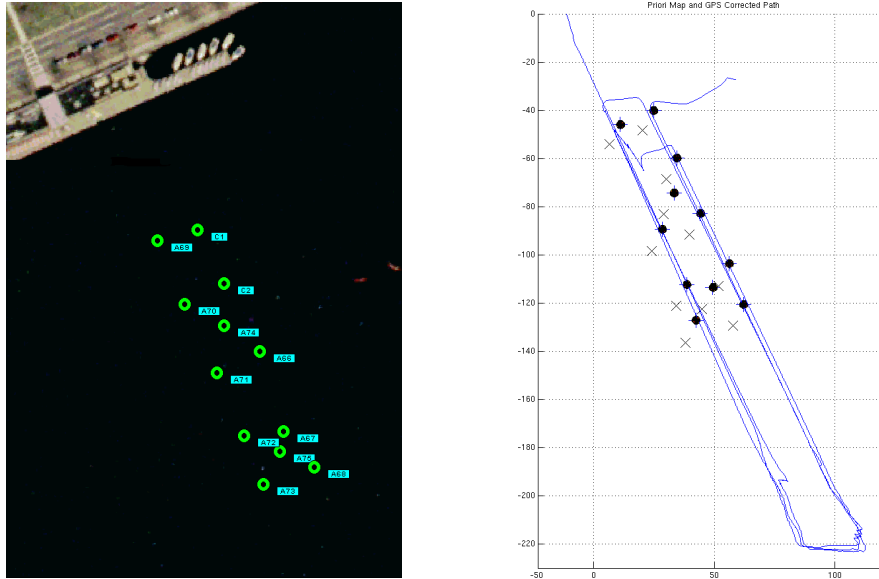 A69
C1
C2
A70
A74
A66
A71
A72
A67
A75
A68
A73
Priori Map and GPS Corrected Path
0
-20
-40
-60
-80
-100
-120
-140
-160
-180
-200
-220
-50 0 50 100